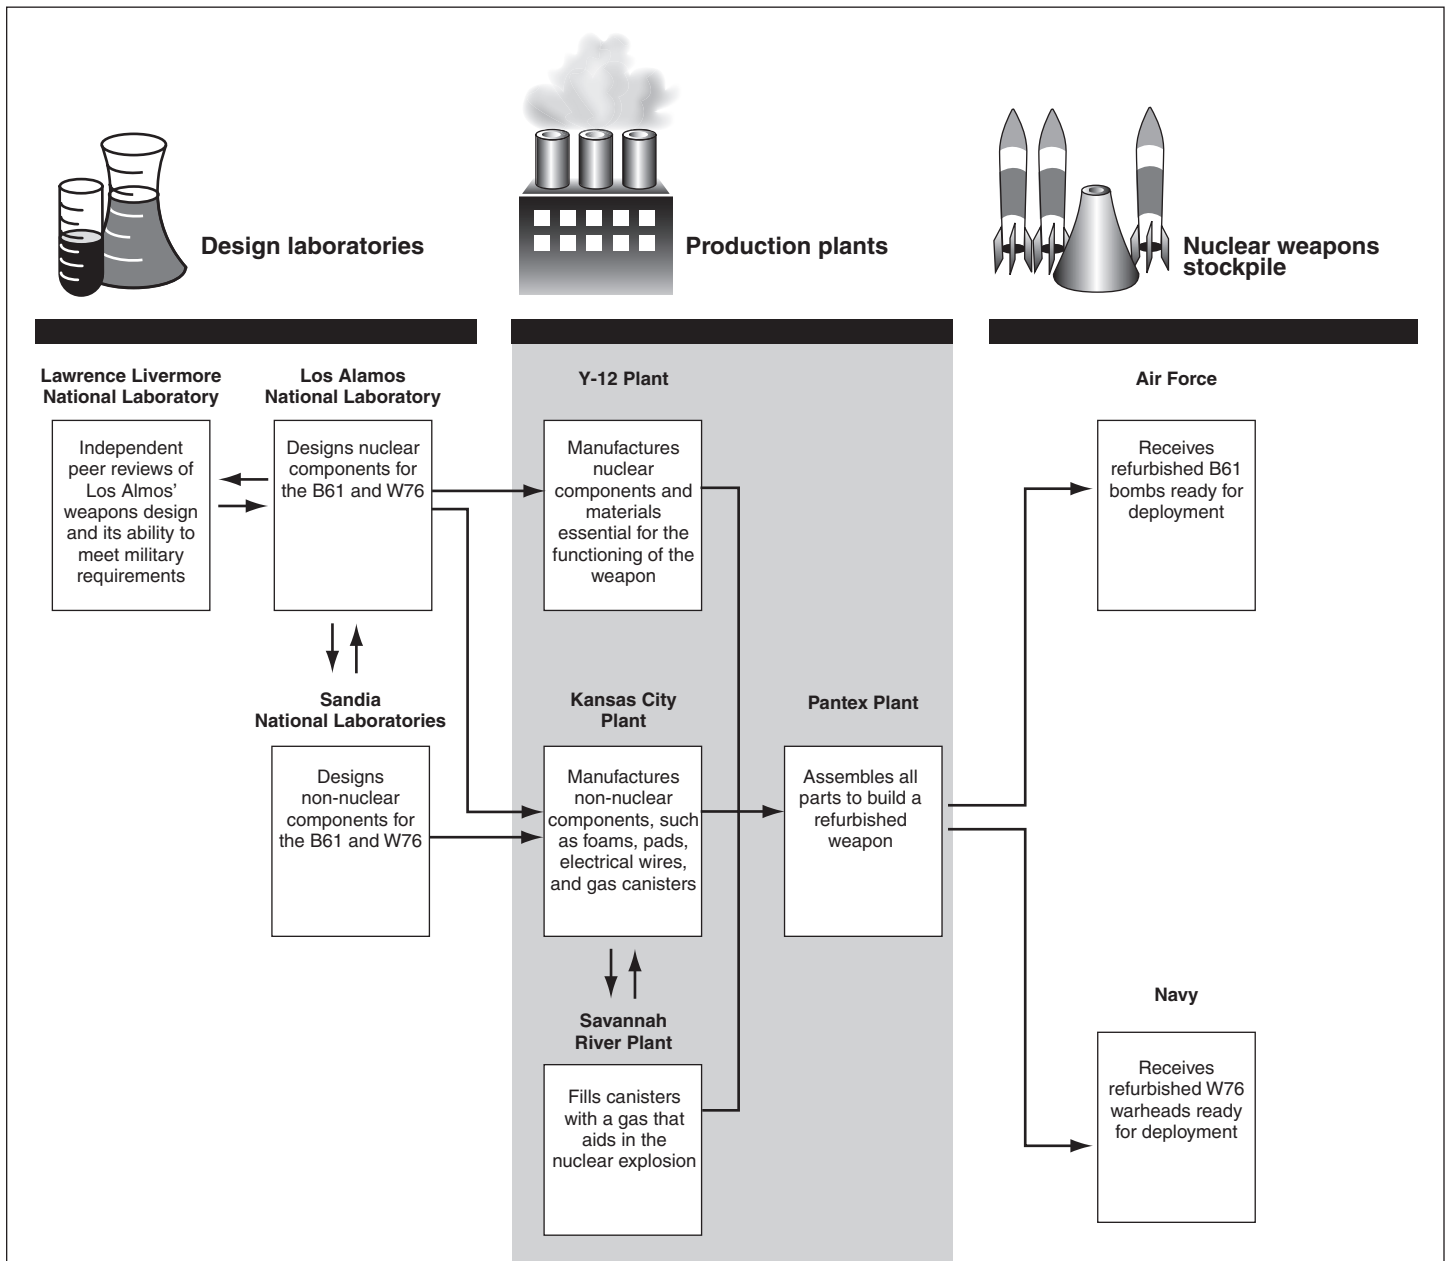 Design laboratories
Production plants
Nuclear weapons
stockpile
Lawrence Livermore
National Laboratory
Independent
peer reviews of
Los Almos'
weapons design
and its ability to
meet military
requirements
Los Alamos
National Laboratory
Designs nuclear
components for
the B61 and W76
Sandia
National Laboratories
Designs
non-nuclear
components for
the B61 and W76
Y-12 Plant
Manufactures
nuclear
components and
materials
essential for the
functioning of the
weapon
Kansas City
Plant
Manufactures
non-nuclear
components, such
as foams, pads,
electrical wires,
and gas canisters
Savannah
River Plant
Fills canisters
with a gas that
aids in the
nuclear explosion
Pantex Plant
Assembles all
parts to build a
refurbished
weapon
Air Force
Receives
refurbished B61
bombs ready for
deployment
Navy
Receives
refurbished W76
warheads ready
for deployment